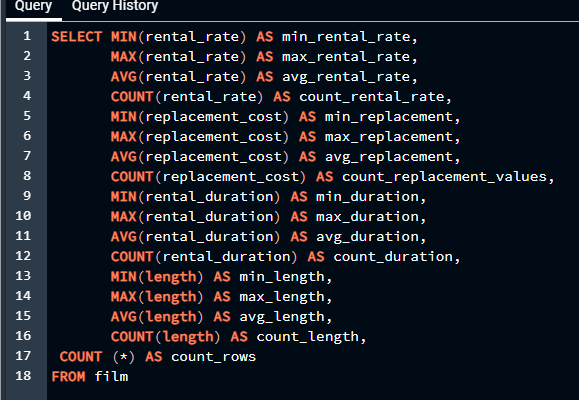 Query Query History
1 SELECT MIN(rental_rate) AS min_rental_rate,
2 MAX(rental_rate) AS max_rental_rate,
3 AVG(rental_rate) AS avg_rental_rate,
4 COUNT(rental_rate) AS count_rental_rate,
5 MIN(replacement_cost) AS min_replacement,
6 MAX(replacement_cost) AS max_replacement,
7 AVG(replacement_cost) AS avg_replacement,
8 COUNT(replacement_cost) AS count_replacement_values,
9 MIN(rental_duration) AS min_duration,
10 MAX(rental_duration) AS max_duration,
11 AVG(rental_duration) AS avg_duration,
12 COUNT(rental_duration) AS count_duration,
13 MIN(length) AS min_length,
14 MAX(length) AS max_length,
15 AVG(length) AS avg_length,
16 COUNT(length) AS count_length,
17 COUNT (*) AS count_rows
18 FROM film